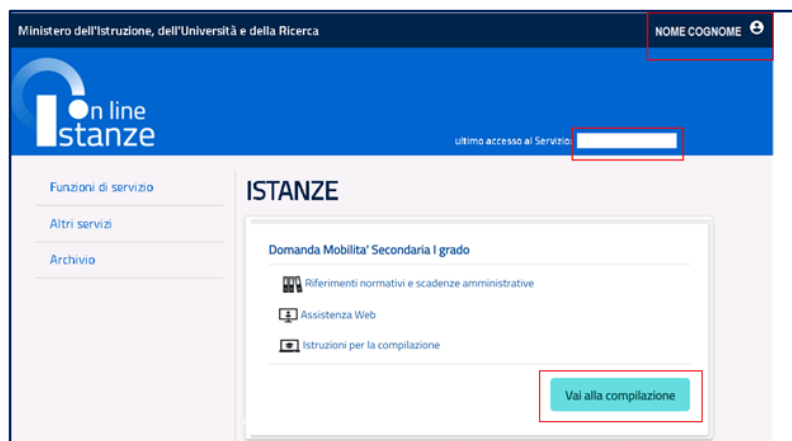 Ministero dell'Istruzione, dell'Università e della Ricerca
NOME COGNOME
On line
Istanze
ultimo accesso al Servizio:
Funzioni di servizio
Altri servizi
Archivio
ISTANZE
Domanda Mobilita' Secondaria I grado
Riferimenti normativi e scadenze amministrative
Assistenza Web
Istruzioni per la compilazione
Vai alla compilazione